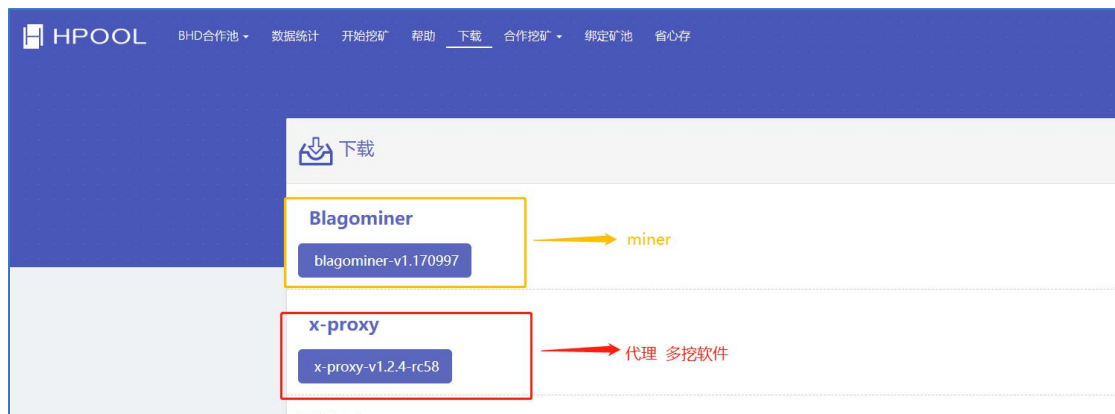 HPOOL BHD合作池 数据统计 开始挖矿 帮助 下载 合作挖矿 绑定矿池 省心存
下载
Blagominer
miner
blagominer-v1.170997
x-proxy
代理 多挖软件
x-proxy-v1.2.4-rc58